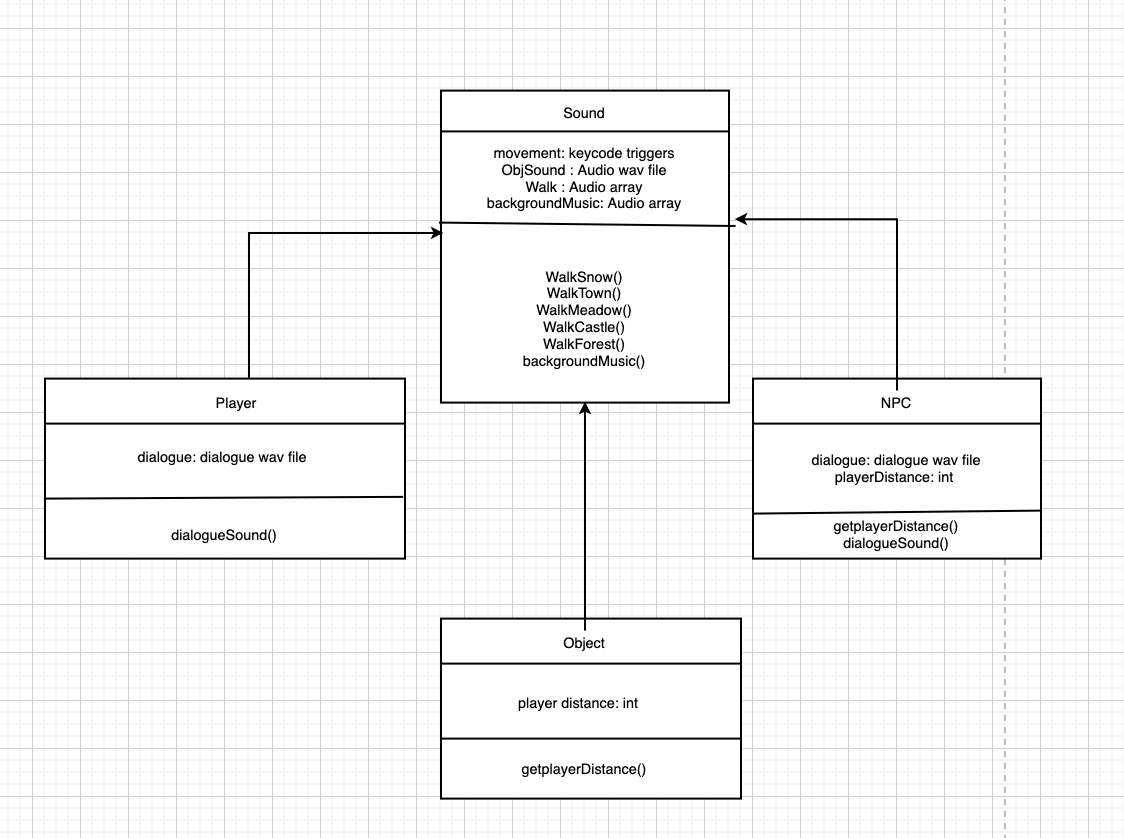 Sound
movement: keycode triggers
ObjSound : Audio wav file
Walk : Audio array
backgroundMusic: Audio array
WalkSnow()
WalkTown()
WalkMeadow()
WalkCastle()
WalkForest()
backgroundMusic()
Player
dialogue: dialogue wav file
dialogueSound()
NPC
dialogue: dialogue wav file
playerDistance: int
getplayerDistance()
dialogueSound()
Object
player distance: int
getplayerDistance()